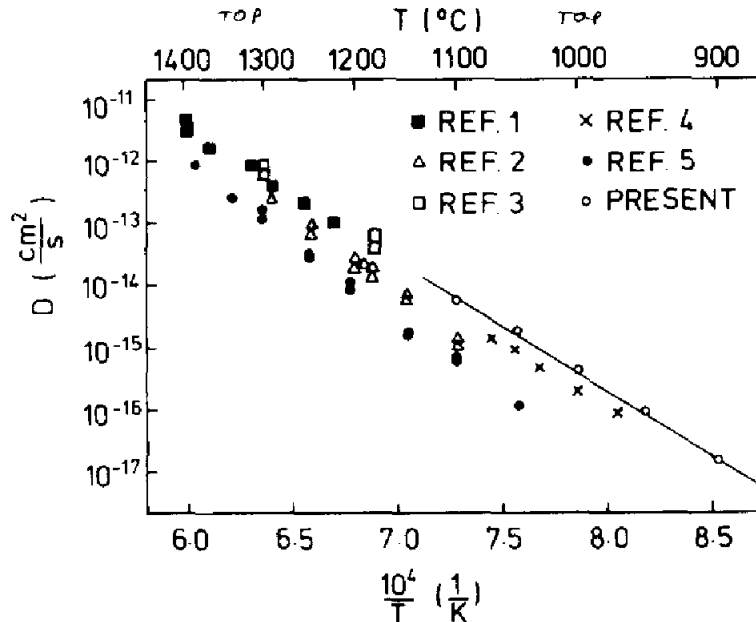 TOP T (°C) TOP
1400 1300 1200 1100 1000 900
10⁻¹¹
10⁻¹²
10⁻¹³
10⁻¹⁴
10⁻¹⁵
10⁻¹⁶
10⁻¹⁷
D (cm²/s)
REF. 1
REF. 2
REF. 3
REF. 4
REF. 5
PRESENT
6.0 6.5 7.0 7.5 8.0 8.5
10⁴/T (1/K)